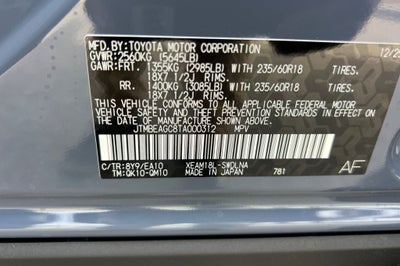 MFD.BY:TOYOTA MOTOR CORPORATION 12/25
GVWR:2560KG (5645LB)
GAWR:FRT. 1355KG (2985LB) WITH 235/60R18 TIRES.
18X7 1/2J RIMS.
RR. 1400KG (3085LB) WITH 235/60R18 TIRES.
18X7 1/2J RIMS.
THIS VEHICLE CONFORMS TO ALL APPLICABLE FEDERAL MOTOR VEHICLE
SAFETY STANDARDS IN EFFECT ON THE DATE OF MANUFACTURE SHOWN ABOVE.
JTMBEAGC8TA000312 MPV
C/TR:8Y9/EA10 XEAM18L-SWDLNA AF
TM:QK10-QM10 MADE IN JAPAN 781